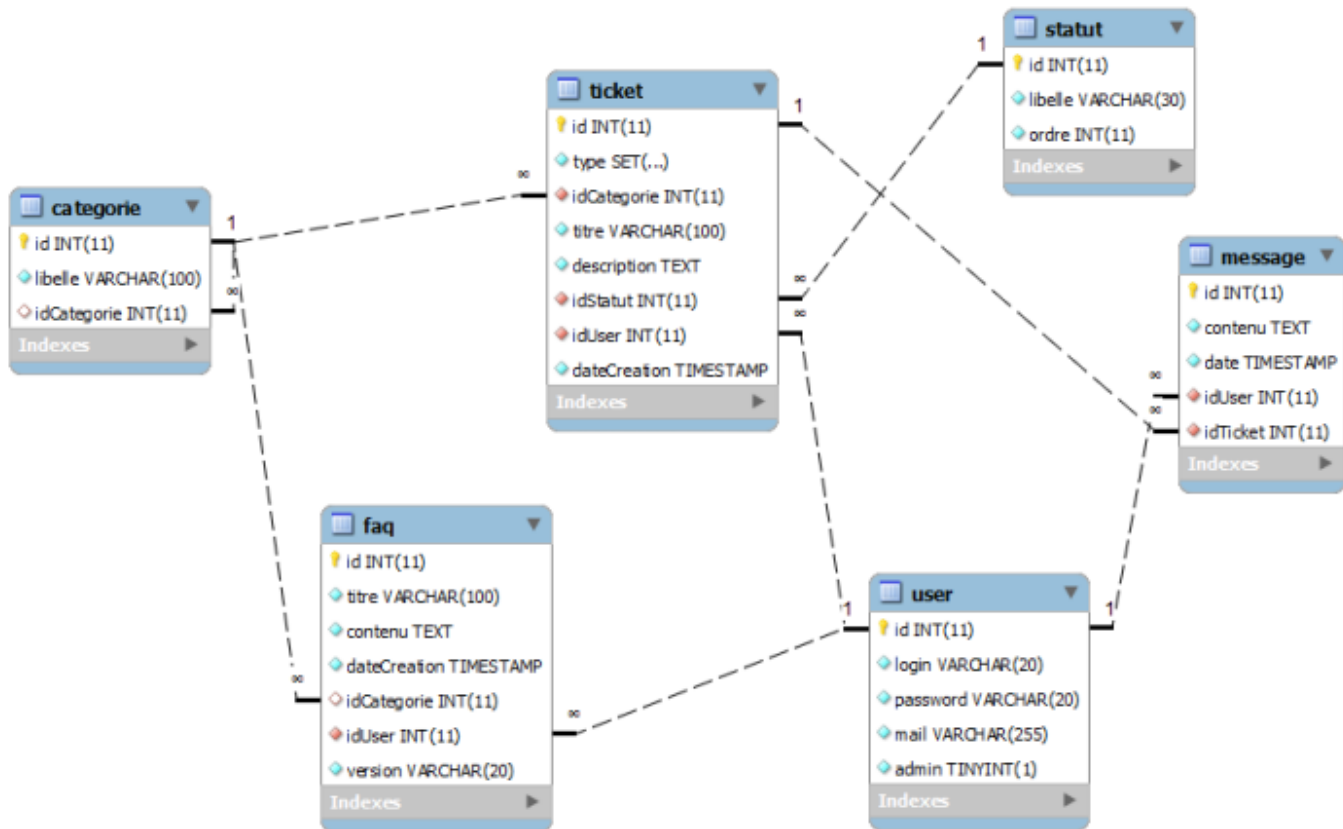 statut
1
id INT(11)
libelle VARCHAR(30)
ordre INT(11)
Indexes
ticket
1
id INT(11)
type SET(...)
∞
idCategorie INT(11)
titre VARCHAR(100)
description TEXT
idStatut INT(11)
∞
idUser INT(11)
∞
dateCreation TIMESTAMP
Indexes
categorie
1
id INT(11)
libelle VARCHAR(100)
∞
idCategorie INT(11)
Indexes
message
id INT(11)
contenu TEXT
date TIMESTAMP
∞
idUser INT(11)
∞
idTicket INT(11)
Indexes
faq
id INT(11)
titre VARCHAR(100)
contenu TEXT
dateCreation TIMESTAMP
∞
idCategorie INT(11)
∞
idUser INT(11)
version VARCHAR(20)
Indexes
user
1
1
id INT(11)
login VARCHAR(20)
password VARCHAR(20)
mail VARCHAR(255)
admin TINYINT(1)
Indexes